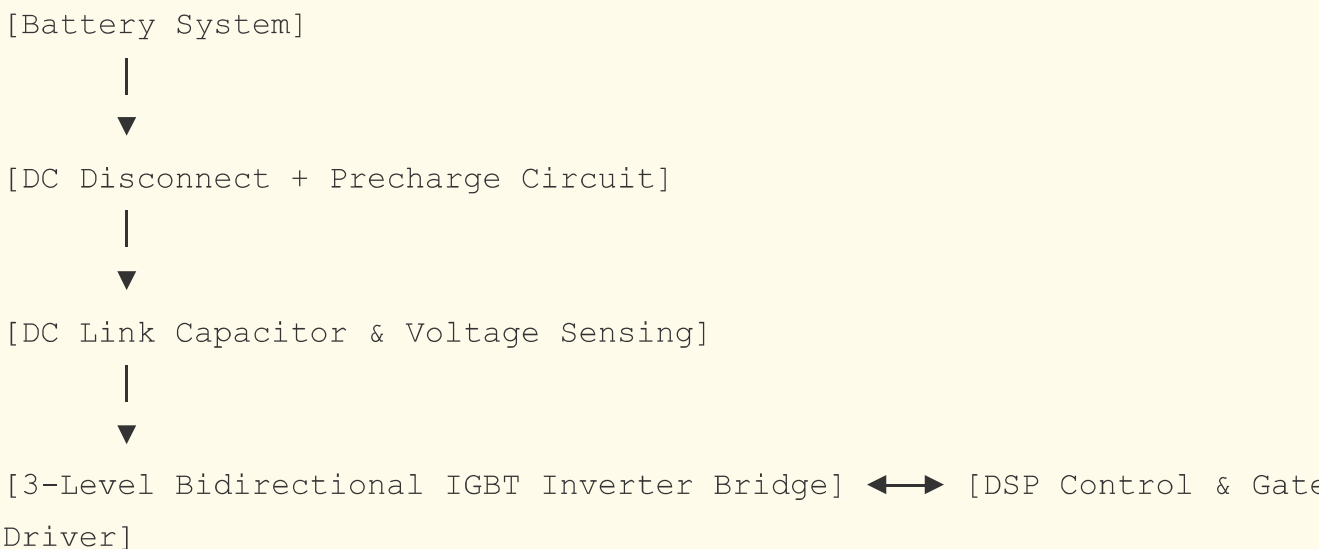 [Battery System]
[DC Disconnect + Precharge Circuit]
[DC Link Capacitor & Voltage Sensing]
[3-Level Bidirectional IGBT Inverter Bridge] ◄─► [DSP Control & Gate
Driver]